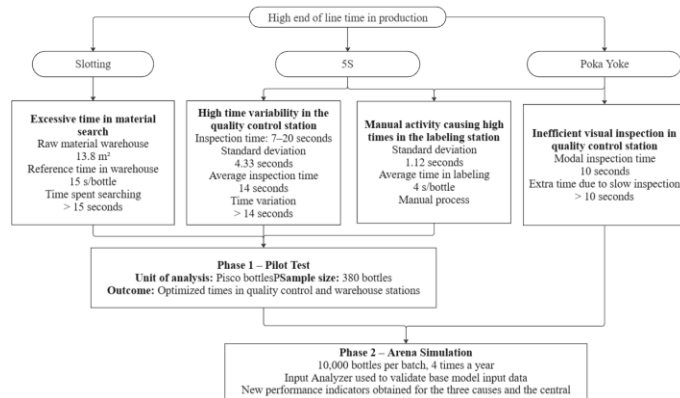 High end of line time in production
Slotting
5S
Poka Yoke
Excessive time in material
search
Raw material warehouse
13.8 m²
Reference time in warehouse
15 s/bottle
Time spent searching
> 15 seconds
High time variability in the
quality control station
Inspection time: 7–20 seconds
Standard deviation
4.33 seconds
Average inspection time
14 seconds
Time variation
> 14 seconds
Manual activity causing high
times in the labeling station
Standard deviation
1.12 seconds
Average time in labeling
4 s/bottle
Manual process
Inefficient visual inspection in
quality control station
Modal inspection time
10 seconds
Extra time due to slow inspection
> 10 seconds
Phase 1 – Pilot Test
Unit of analysis: Pisco bottlesPSample size: 380 bottles
Outcome: Optimized times in quality control and warehouse stations
Phase 2 – Arena Simulation
10,000 bottles per batch, 4 times a year
Input Analyzer used to validate base model input data
New performance indicators obtained for the three causes and the central